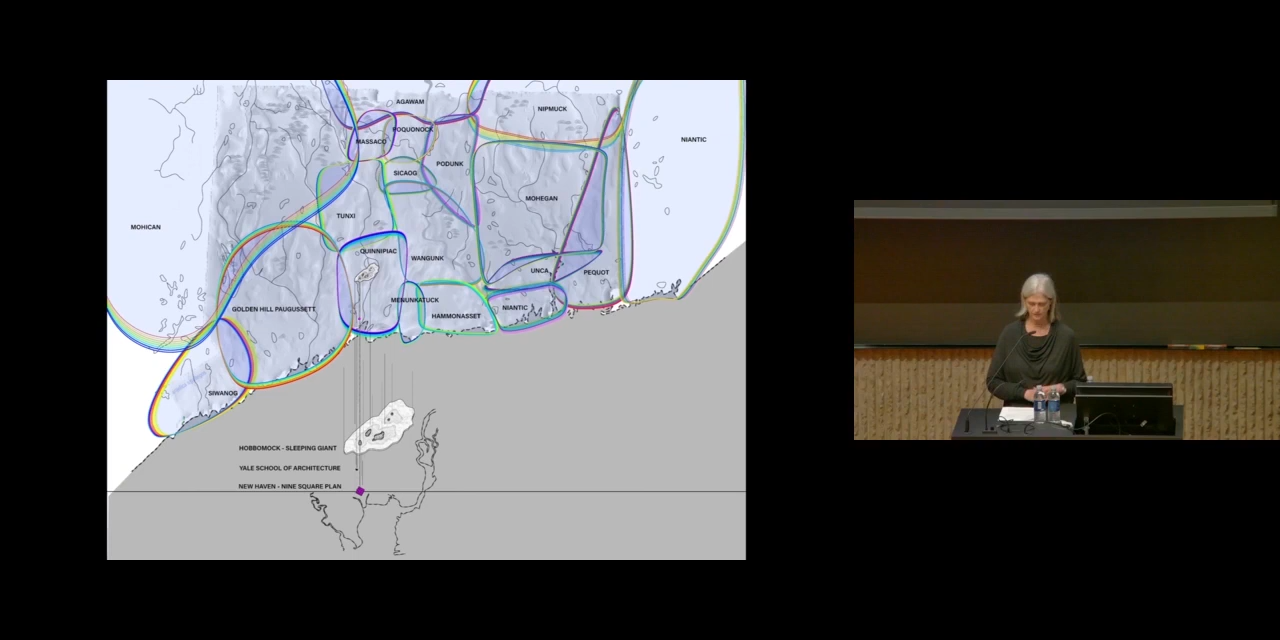 AGAWAM
NIPMUCK
POQUONOCK
MASSACO
NIANTIC
PODUNK
SICAOG
MOHEGAN
TUNXI
MOHICAN
QUINNIPIAC
WANGUNK
UNCA
PEQUOT
MENUNKATUCK
GOLDEN HILL PAUGUSSETT
NIANTIC
HAMMONASSET
SIWANOG
HOBBOMOCK - SLEEPING GIANT
YALE SCHOOL OF ARCHITECTURE
NEW HAVEN - NINE SQUARE PLAN